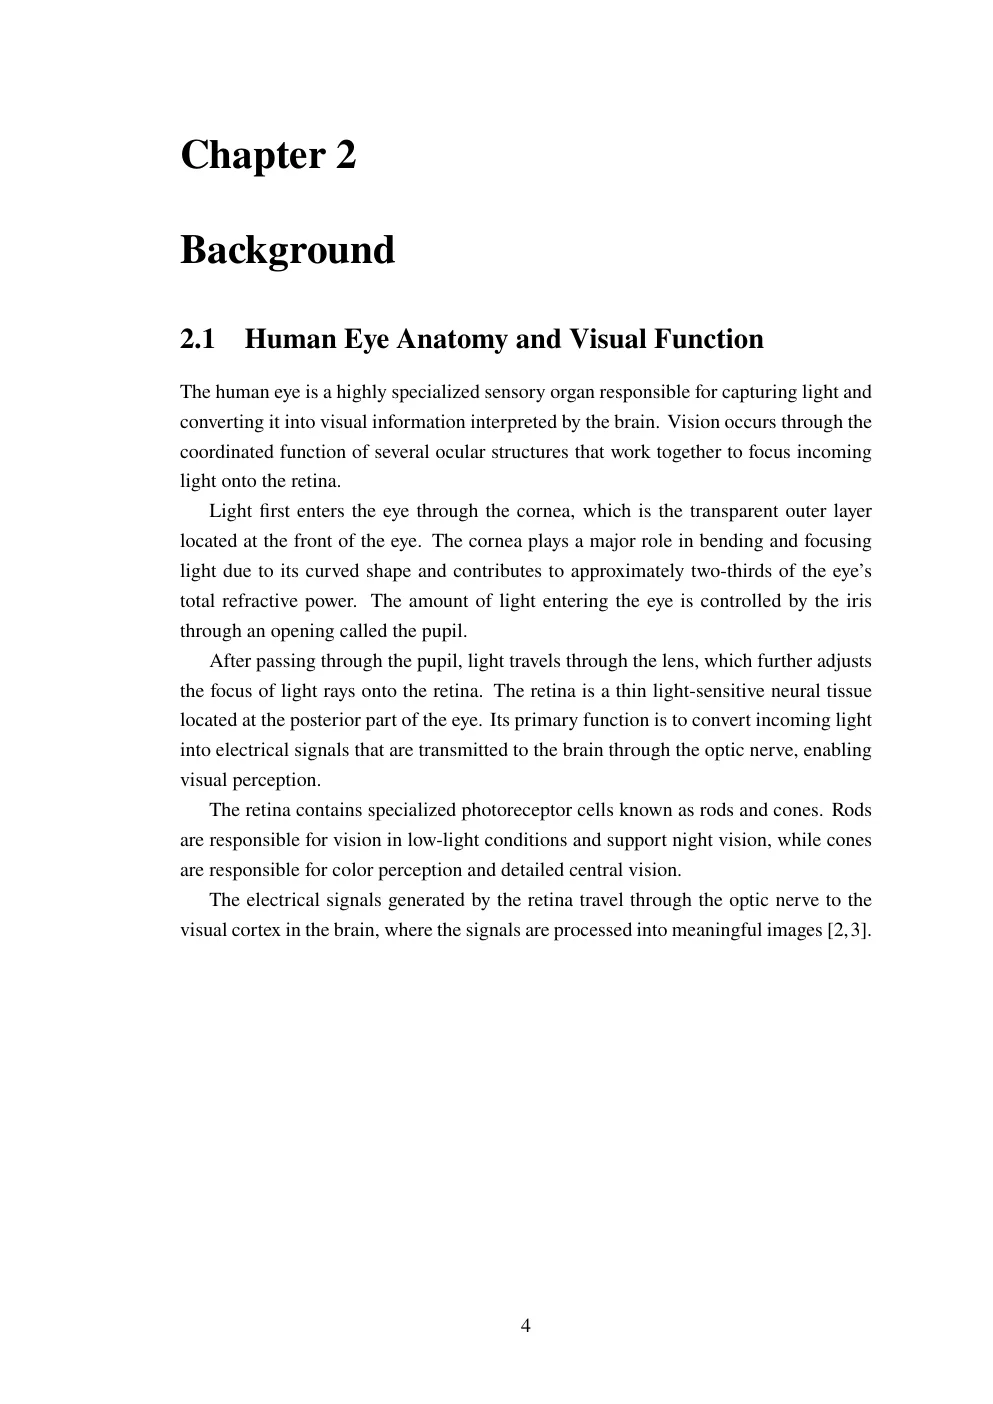 Chapter 2
Background
2.1 Human Eye Anatomy and Visual Function
The human eye is a highly specialized sensory organ responsible for capturing light and
converting it into visual information interpreted by the brain. Vision occurs through the
coordinated function of several ocular structures that work together to focus incoming
light onto the retina.
Light first enters the eye through the cornea, which is the transparent outer layer
located at the front of the eye. The cornea plays a major role in bending and focusing
light due to its curved shape and contributes to approximately two-thirds of the eye’s
total refractive power. The amount of light entering the eye is controlled by the iris
through an opening called the pupil.
After passing through the pupil, light travels through the lens, which further adjusts
the focus of light rays onto the retina. The retina is a thin light-sensitive neural tissue
located at the posterior part of the eye. Its primary function is to convert incoming light
into electrical signals that are transmitted to the brain through the optic nerve, enabling
visual perception.
The retina contains specialized photoreceptor cells known as rods and cones. Rods
are responsible for vision in low-light conditions and support night vision, while cones
are responsible for color perception and detailed central vision.
The electrical signals generated by the retina travel through the optic nerve to the
visual cortex in the brain, where the signals are processed into meaningful images [2,3].
4